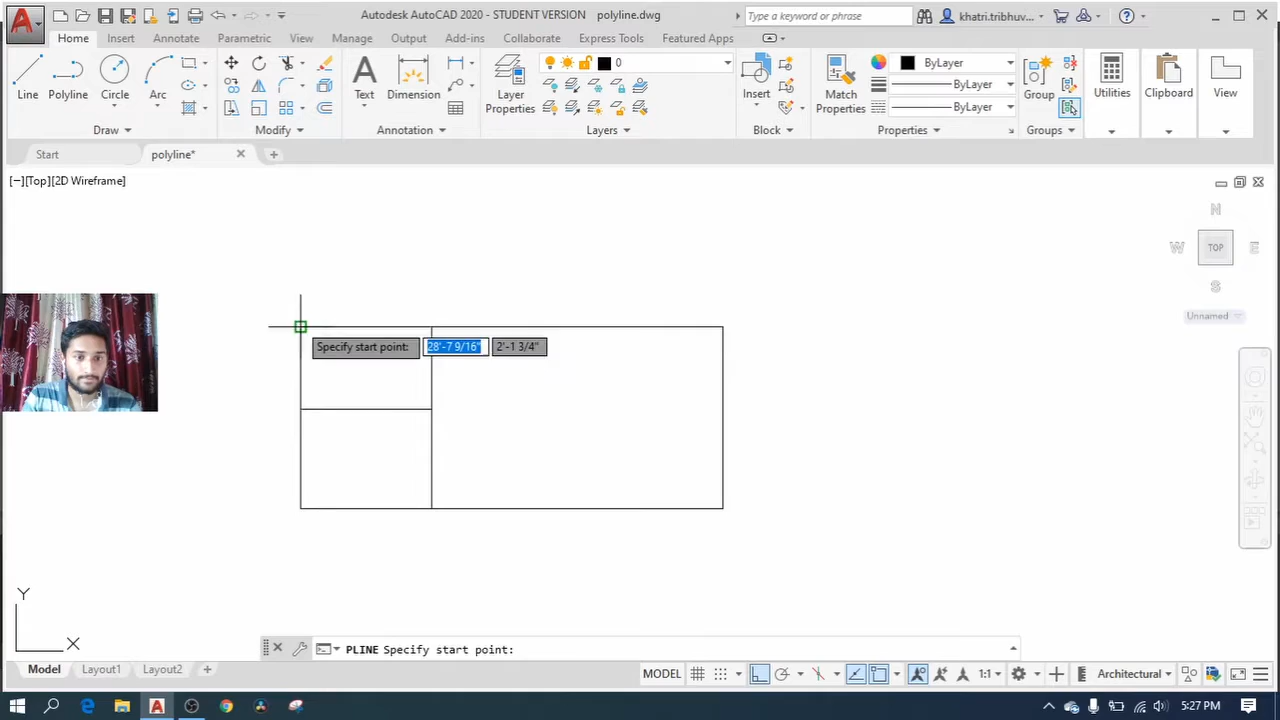 Autodesk AutoCAD 2020 - STUDENT VERSION polyline.dwg
Type a keyword or phrase
khatri.tribhuv...
Home Insert Annotate Parametric View Manage Output Add-ins Collaborate Express Tools Featured Apps
0
ByLayer
ByLayer
ByLayer
Line Polyline Circle Arc
Text Dimension
Layer Properties
Insert
Match Properties
Group
Utilities Clipboard View
Draw Modify Annotation Layers Block Properties Groups
Start polyline*
[−][Top][2D Wireframe]
N
W TOP E
S
Unnamed
Specify start point: 28'-7 9/16" 2'-1 3/4"
Y
X
PLINE Specify start point:
Model Layout1 Layout2 +
MODEL 1:1 Architectural
5:27 PM